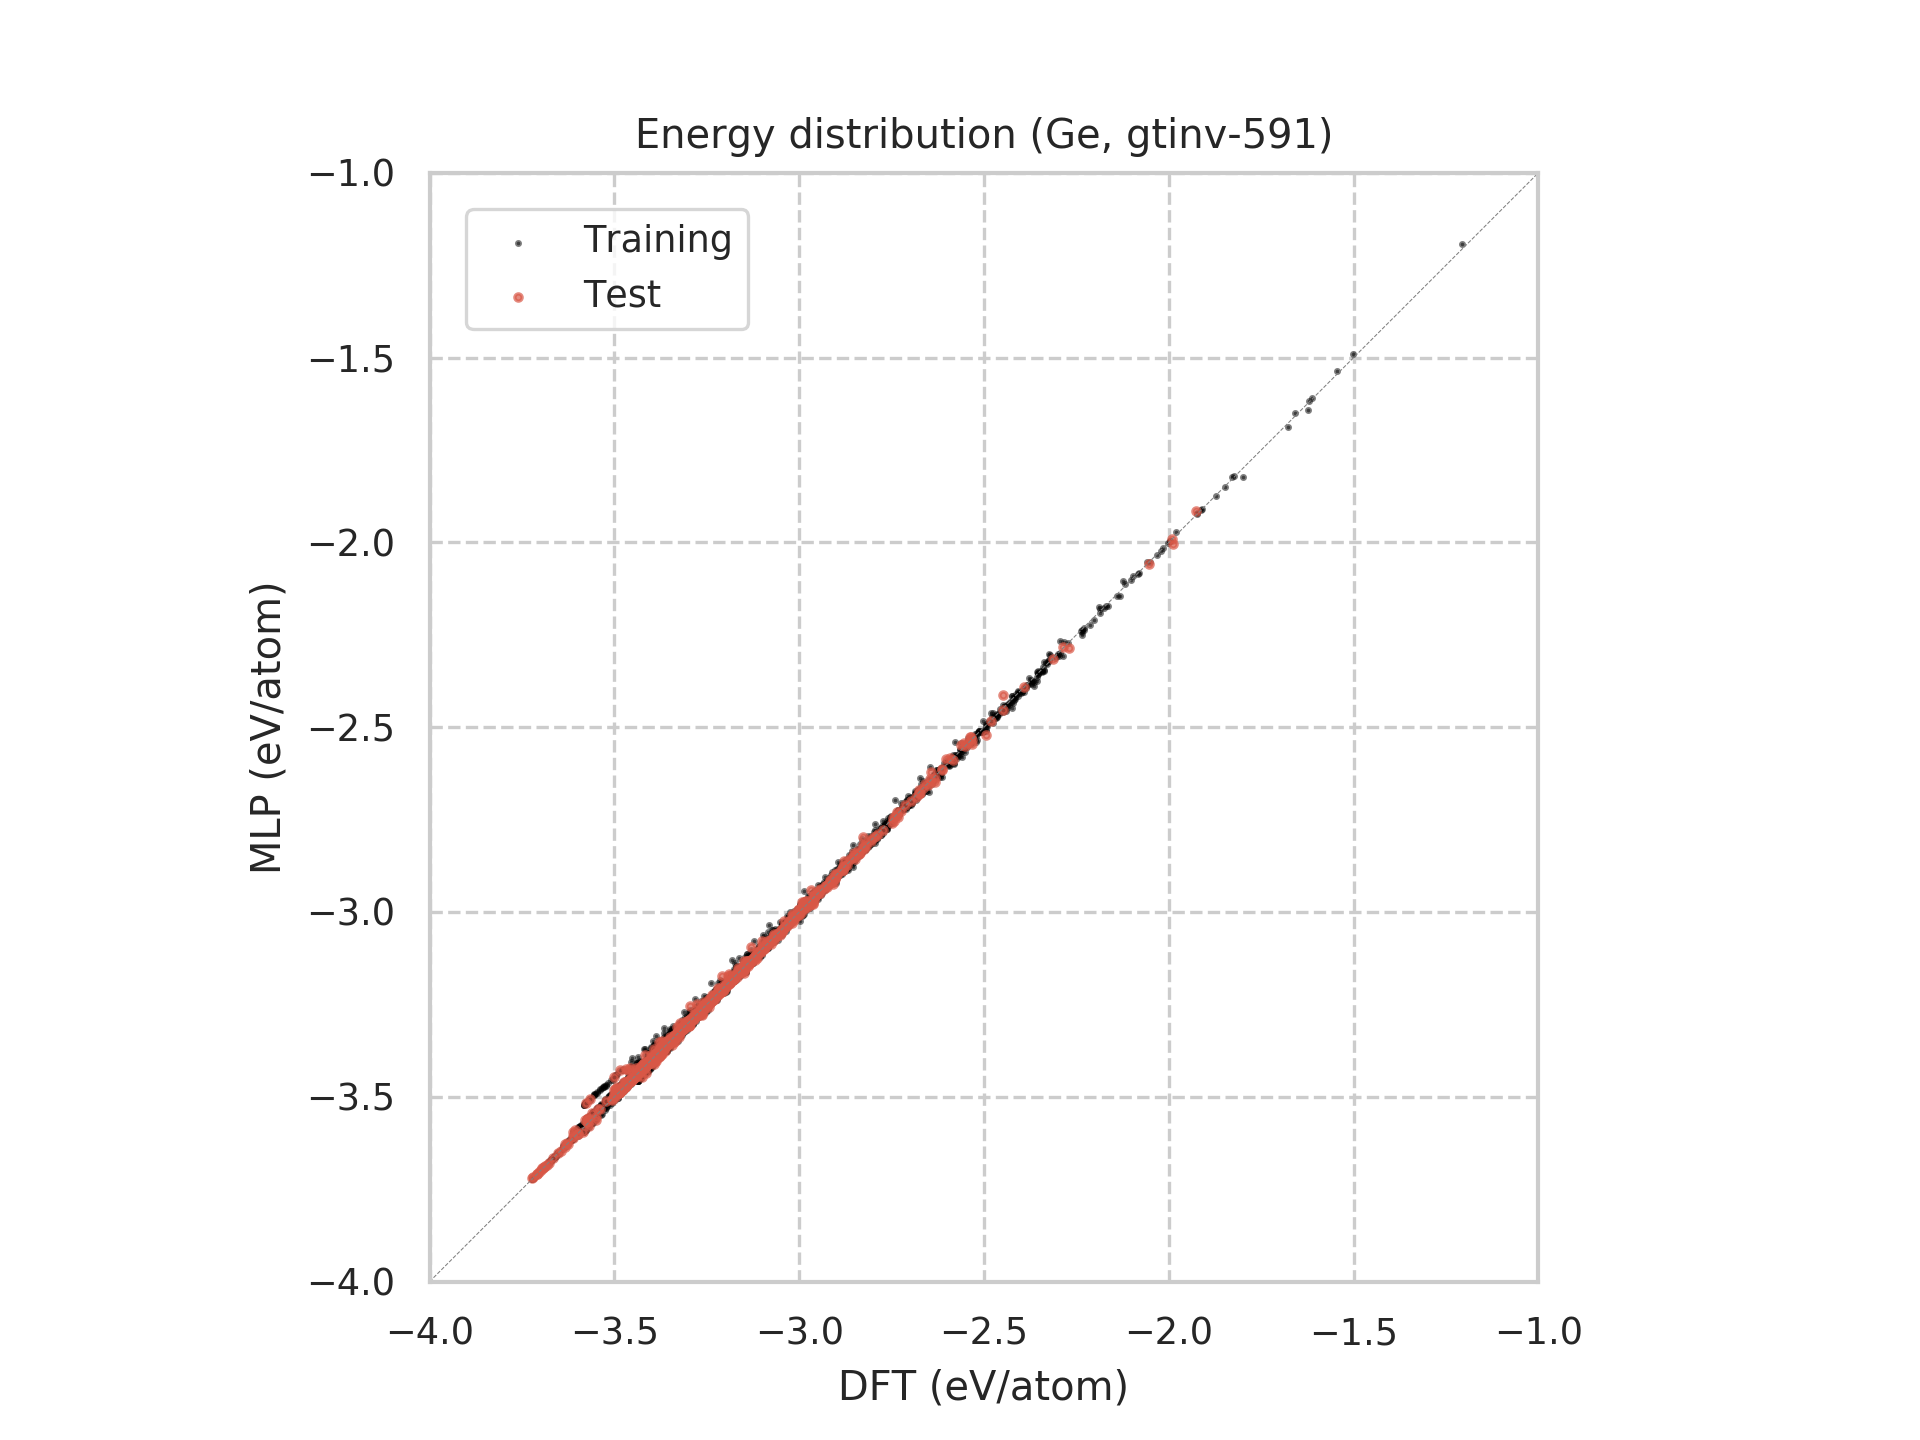 Energy distribution (Ge, gtinv-591)
Training
Test
MLP (eV/atom)
−1.0
−1.5
−2.0
−2.5
−3.0
−3.5
−4.0
−4.0 −3.5 −3.0 −2.5 −2.0 −1.5 −1.0
DFT (eV/atom)